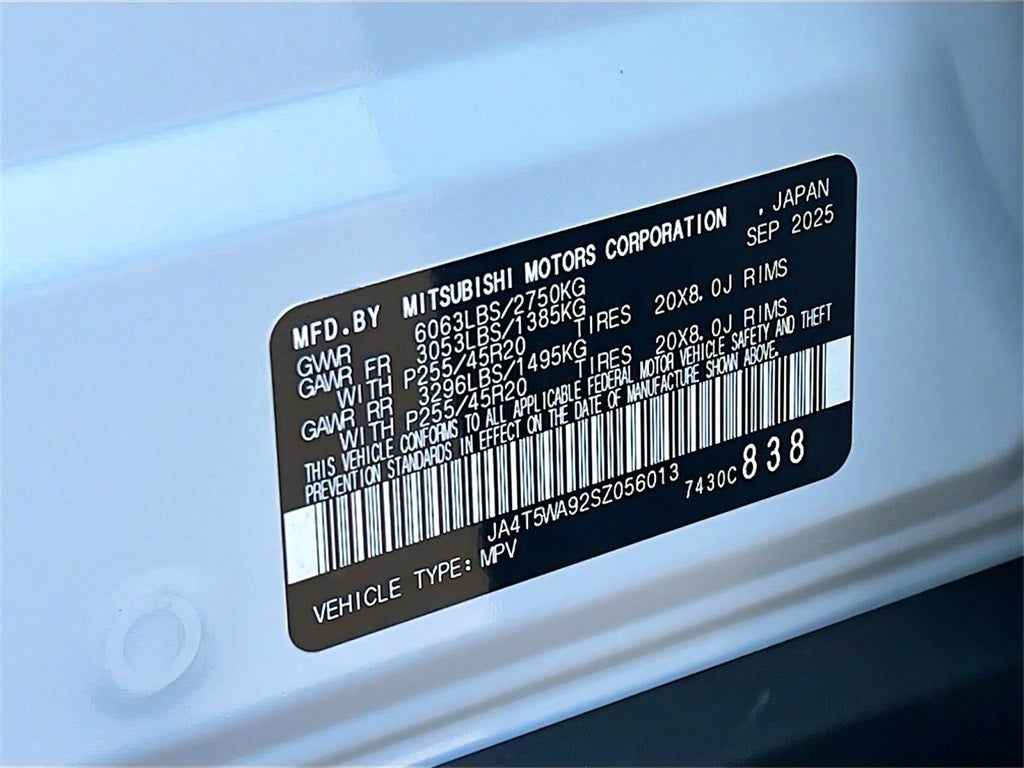 MFD.BY MITSUBISHI MOTORS CORPORATION , JAPAN
SEP 2025
GVWR 6063LBS/2750KG
GAWR FR 3053LBS/1385KG
WITH P255/45R20 TIRES 20X8.0J RIMS
GAWR RR 3296LBS/1495KG
WITH P255/45R20 TIRES 20X8.0J RIMS
THIS VEHICLE CONFORMS TO ALL APPLICABLE FEDERAL MOTOR VEHICLE SAFETY AND THEFT
PREVENTION STANDARDS IN EFFECT ON THE DATE OF MANUFACTURE SHOWN ABOVE.
JA4T5WA92SZ056013 7430C 838
VEHICLE TYPE: MPV